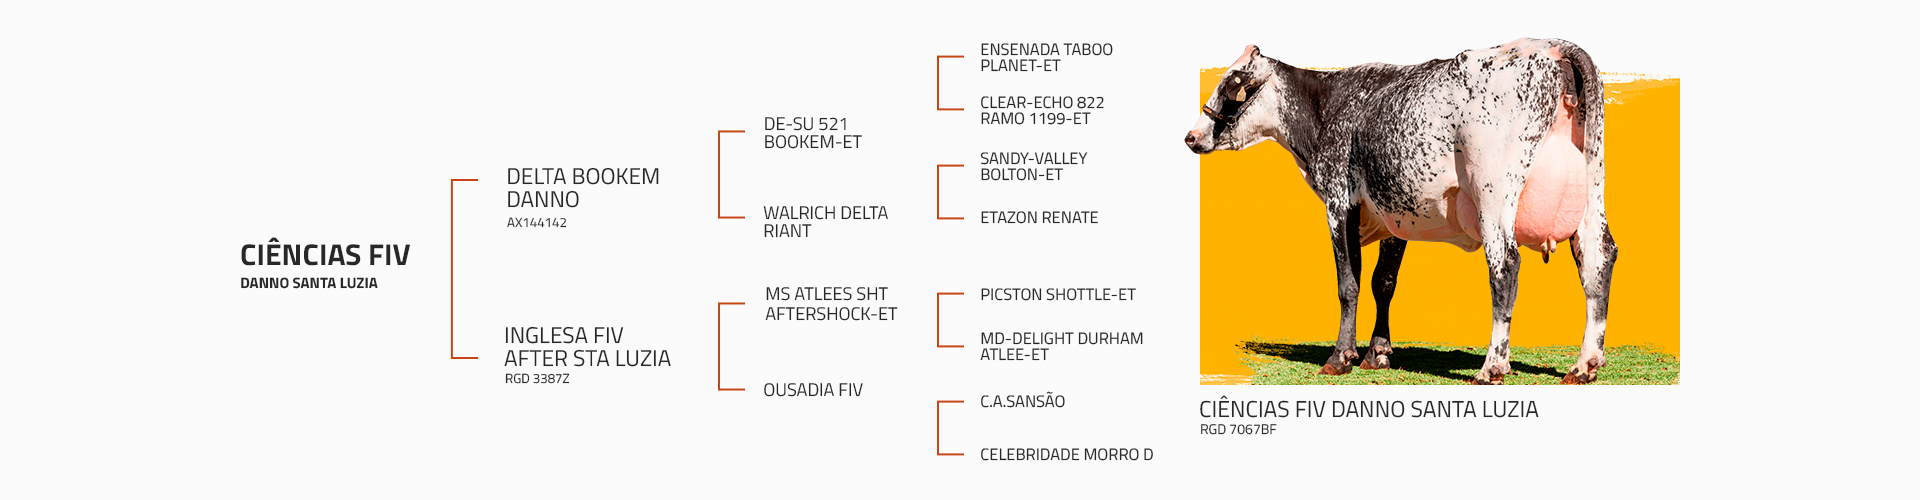 CIÊNCIAS FIV
DANNO SANTA LUZIA
DELTA BOOKEM
DANNO
AX144142
INGLESA FIV
AFTER STA LUZIA
RGD 3387Z
DE-SU 521
BOOKEM-ET
WALRICH DELTA
RIANT
MS ATLEES SHT
AFTERSHOCK-ET
OUSADIA FIV
ENSENADA TABOO
PLANET-ET
CLEAR-ECHO 822
RAMO 1199-ET
SANDY-VALLEY
BOLTON-ET
ETAZON RENATE
PICSTON SHOTTLE-ET
MD-DELIGHT DURHAM
ATLEE-ET
C.A.SANSÃO
CELEBRIDADE MORRO D
CIÊNCIAS FIV DANNO SANTA LUZIA
RGD 7067BF